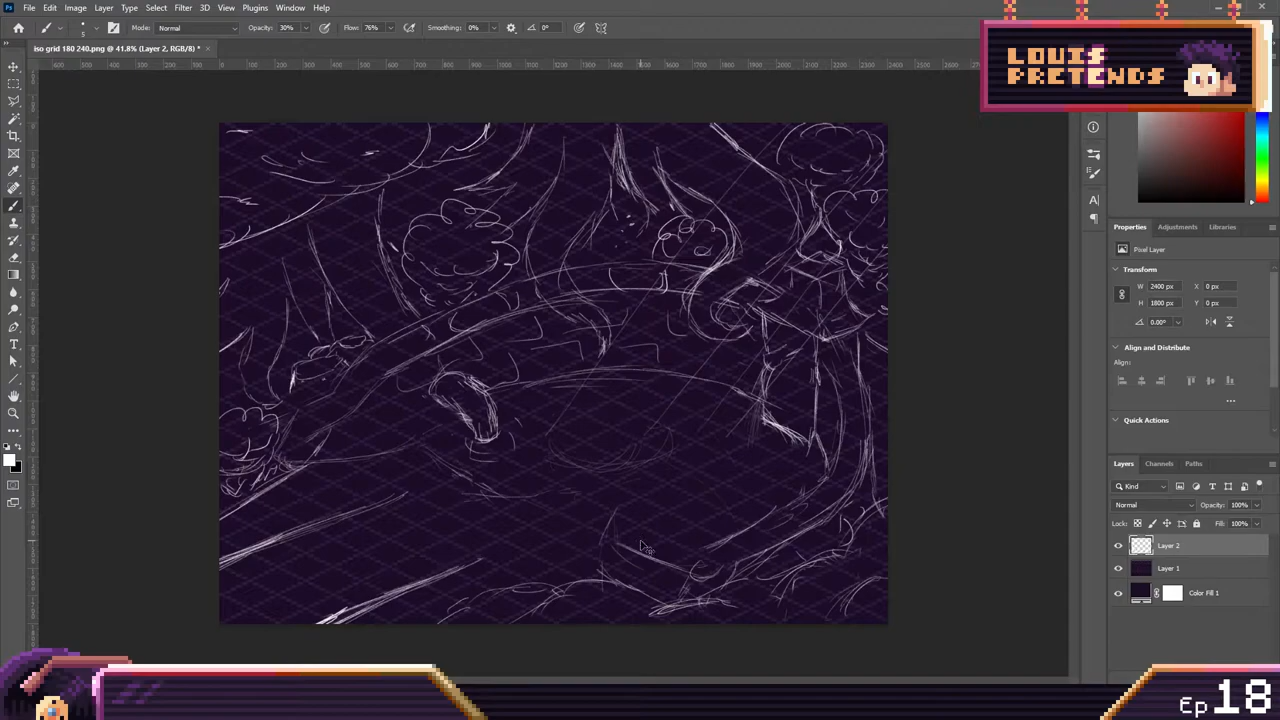 File Edit Image Layer Type Select Filter 3D View Plugins Window Help
Mode: Normal Opacity: 30% Flow: 76% Smoothing: 0% 0°
5
iso grid 180 240.png @ 41.8% (Layer 2, RGB/8) *
LOUIS
PRETENDS
Properties Adjustments Libraries
Pixel Layer
Transform
W 2400 px X 0 px
H 1800 px Y 0 px
0.00°
Align and Distribute
Align:
Quick Actions
Layers Channels Paths
Kind
Normal Opacity: 100%
Lock: Fill: 100%
Layer 2
Layer 1
Color Fill 1
Ep 18